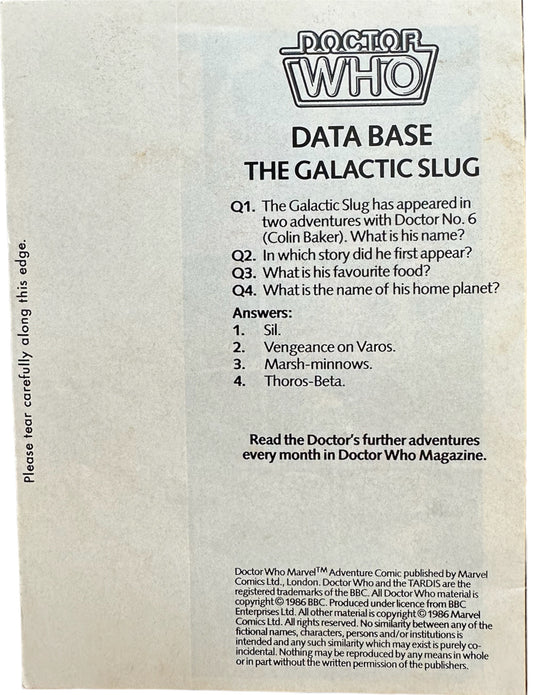 DOCTOR
WHO
DATA BASE
THE GALACTIC SLUG
Q1. The Galactic Slug has appeared in
two adventures with Doctor No. 6
(Colin Baker). What is his name?
Q2. In which story did he first appear?
Q3. What is his favourite food?
Q4. What is the name of his home planet?
Answers:
1. Sil.
2. Vengeance on Varos.
3. Marsh-minnows.
4. Thoros-Beta.
Read the Doctor's further adventures
every month in Doctor Who Magazine.
Doctor Who Marvel™ Adventure Comic published by Marvel
Comics Ltd., London. Doctor Who and the TARDIS are the
registered trademarks of the BBC. All Doctor Who material is
copyright © 1986 BBC. Produced under licence from BBC
Enterprises Ltd. All other material is copyright © 1986 Marvel
Comics Ltd. All rights reserved. No similarity between any of the
fictional names, characters, persons and/or institutions is
intended and any such similarity which may exist is purely co-
incidental. Nothing may be reproduced by any means in whole
or in part without the written permission of the publishers.
Please tear carefully along this edge.